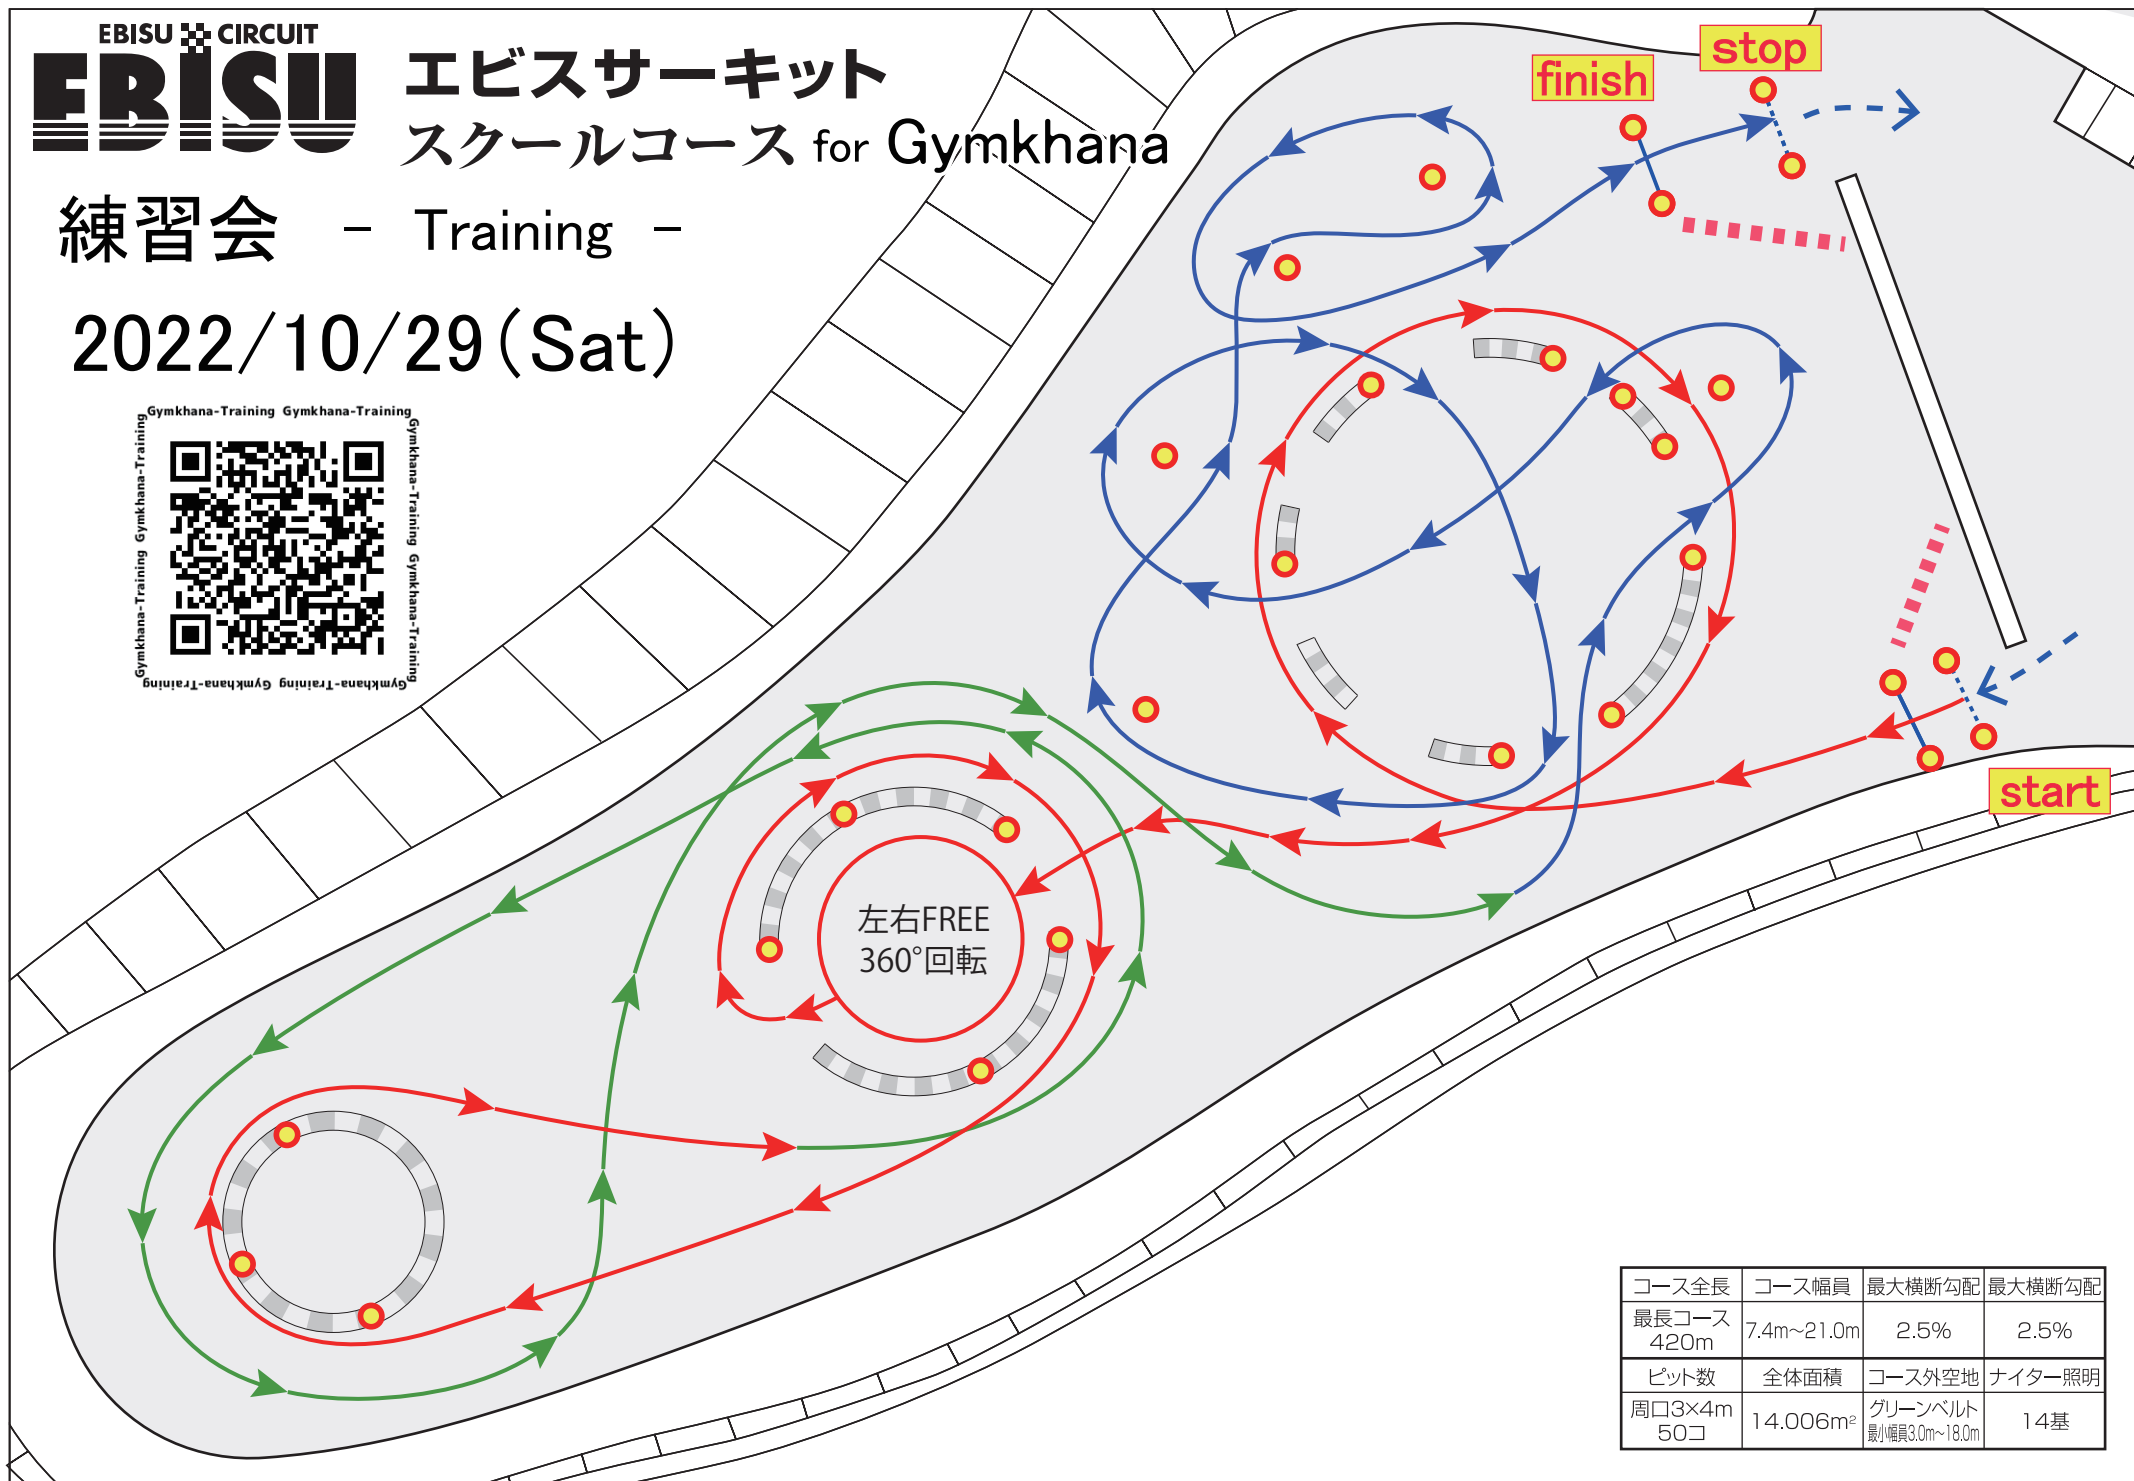 EBISU CIRCUIT
EBISU
エビスサーキット
スクールコース for Gymkhana
練習会 - Training -
2022/10/29(Sat)
Gymkhana-Training Gymkhana-Training
Gymkhana-Training Gymkhana-Training
Gymkhana-Training Gymkhana-Training
Gymkhana-Training Gymkhana-Training
stop
finish
start
左右FREE
360°回転
コース全長 コース幅員 最大横断勾配 最大横断勾配
最長コース
420m
7.4m〜21.0m 2.5% 2.5%
ピット数 全体面積 コース外空地 ナイター照明
周口3×4m
50コ
14.006m²
グリーンベルト
最小幅員3.0m〜18.0m
14基